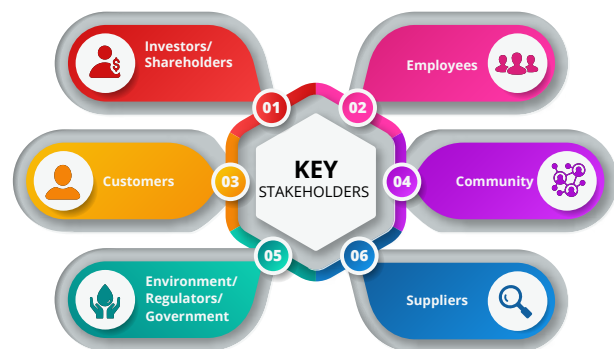 Investors/
Shareholders
01
Employees
02
Customers
03
KEY
STAKEHOLDERS
04
Community
05
Environment/
Regulators/
Government
06
Suppliers